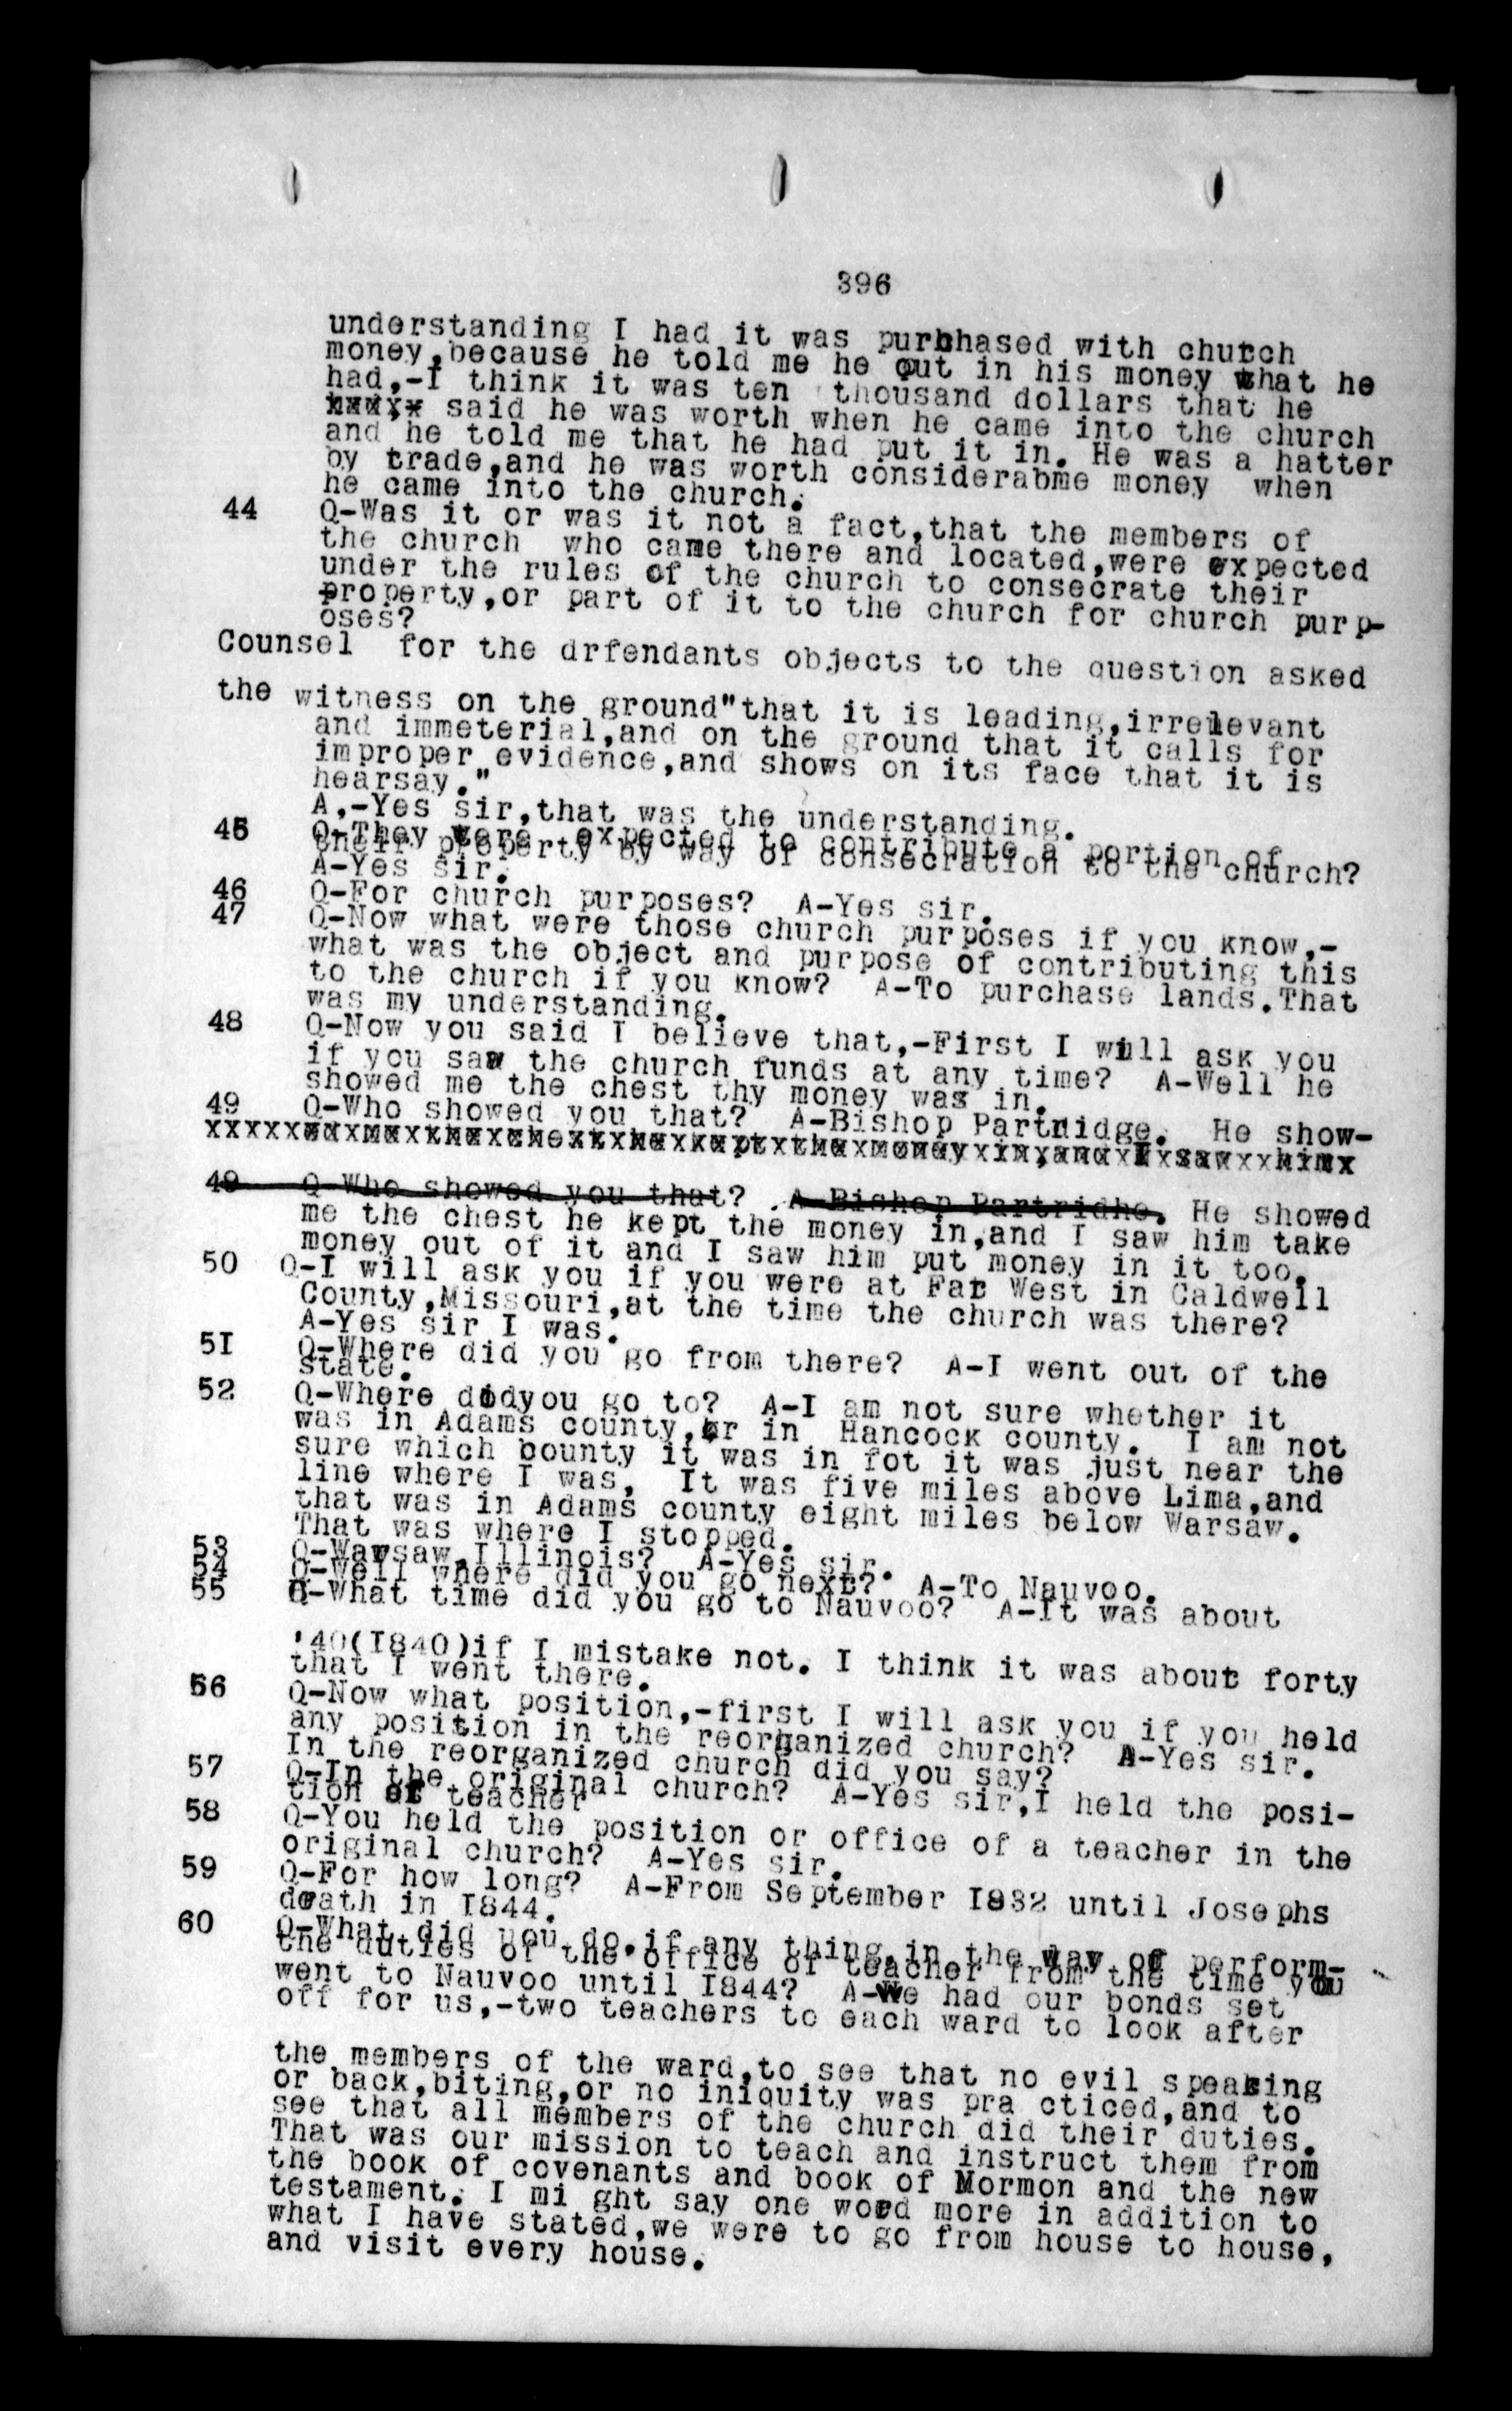 396
understanding I had it was purchased with church
money,because he told me he put in his money that he
had,-I think it was ten thousand dollars that he
said he was worth when he came into the church
and he told me that he had put it in. He was a hatter
by trade,and he was worth considerabme money when
he came into the church.
44 Q-Was it or was it not a fact,that the members of
the church who came there and located,were expected
under the rules of the church to consecrate their
property,or part of it to the church for church purp-
oses?
Counsel for the drfendants objects to the question asked
the witness on the ground"that it is leading,irrelevant
and immeterial,and on the ground that it calls for
improper evidence,and shows on its face that it is
hearsay."
A,-Yes sir,that was the understanding.
45 Q-They were expected to contribute a portion of
their property by way of consecration to the church?
A-Yes sir.
46 Q-For church purposes? A-Yes sir.
47 Q-Now what were those church purposes if you know,-
what was the object and purpose of contributing this
to the church if you know? A-To purchase lands.That
was my understanding.
48 Q-Now you said I believe that,-First I will ask you
if you saw the church funds at any time? A-Well he
showed me the chest thy money was in.
49 Q-Who showed you that? A-Bishop Partridge. He show-
xxxxxedxmexthexchestxhexkeptxthexmoneyxin,andxIxsawxxhimx
49 Q-Who showed you that? A-Bishop Partridhe. He showed
me the chest he kept the money in,and I saw him take
money out of it and I saw him put money in it too.
50 Q-I will ask you if you were at Far West in Caldwell
County,Missouri,at the time the church was there?
A-Yes sir I was.
51 Q-Where did you go from there? A-I went out of the
state.
52 Q-Where didyou go to? A-I am not sure whether it
was in Adams county,or in Hancock county. I am not
sure which county it was in fot it was just near the
line where I was. It was five miles above Lima,and
that was in Adams county eight miles below Warsaw.
That was where I stopped.
53 Q-Warsaw,Illinois? A-Yes sir.
54 Q-Well where did you go next? A-To Nauvoo.
55 Q-What time did you go to Nauvoo? A-It was about
'40(I840)if I mistake not. I think it was about forty
that I went there.
56 Q-Now what position,-first I will ask you if you held
any position in the reorganized church? A-Yes sir.
In the reorganized church did you say?
57 Q-In the original church? A-Yes sir,I held the posi-
tion of teacher
58 Q-You held the position or office of a teacher in the
original church? A-Yes sir.
59 Q-For how long? A-From September I832 until Josephs
death in I844.
60 Q-What did you do,if any thing,in the way of perform-
the duties of the office of teacher from the time you
went to Nauvoo until I844? A-We had our bonds set
off for us,-two teachers to each ward to look after
the members of the ward,to see that no evil speaking
or back,biting,or no iniquity was pra cticed,and to
see that all members of the church did their duties.
That was our mission to teach and instruct them from
the book of covenants and book of Mormon and the new
testament. I mi ght say one word more in addition to
what I have stated,we were to go from house to house,
and visit every house.